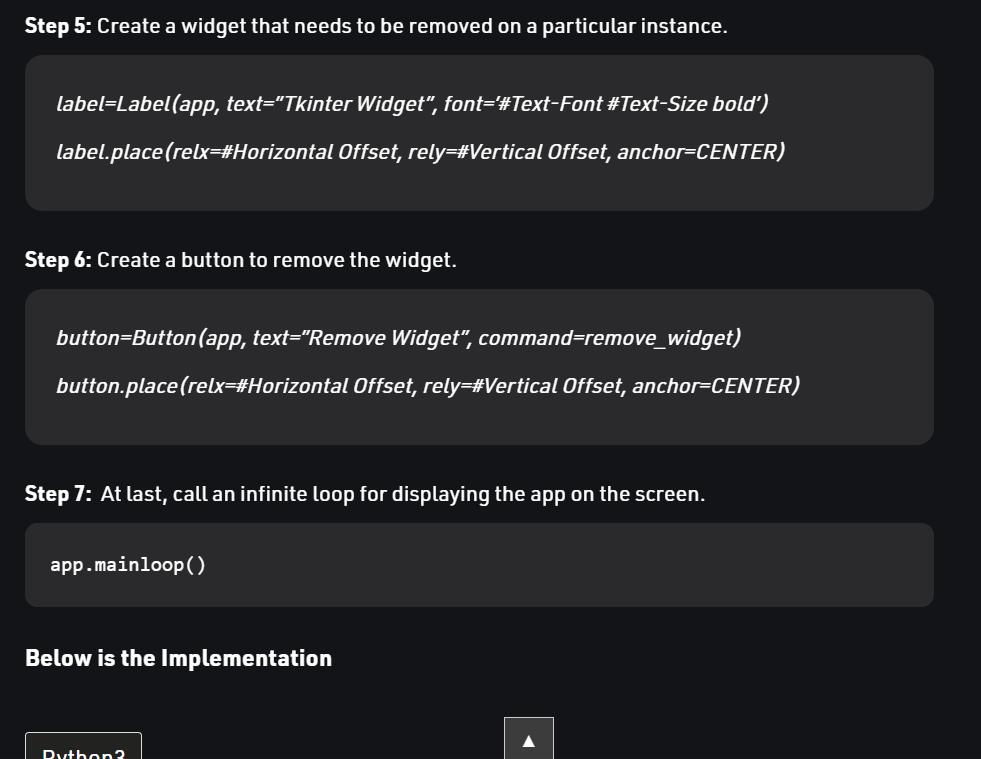 Step 5: Create a widget that needs to be removed on a particular instance.
label=Label(app, text=”Tkinter Widget”, font=’#Text-Font #Text-Size bold’)
label.place(relx=#Horizontal Offset, rely=#Vertical Offset, anchor=CENTER)
Step 6: Create a button to remove the widget.
button=Button(app, text=”Remove Widget”, command=remove_widget)
button.place(relx=#Horizontal Offset, rely=#Vertical Offset, anchor=CENTER)
Step 7: At last, call an infinite loop for displaying the app on the screen.
app.mainloop()
Below is the Implementation
Python3